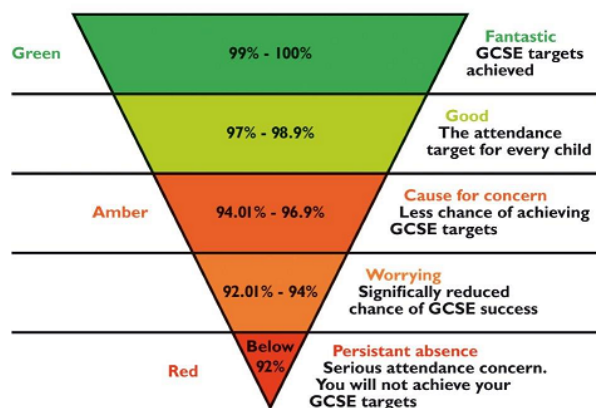 Green
99% - 100%
Fantastic
GCSE targets
achieved
97% - 98.9%
Good
The attendance
target for every child
Amber
94.01% - 96.9%
Cause for concern
Less chance of achieving
GCSE targets
92.01% - 94%
Worrying
Significally reduced
chance of GCSE success
Red
Below
92%
Persistant absence
Serious attendance concern.
You will not achieve your
GCSE targets